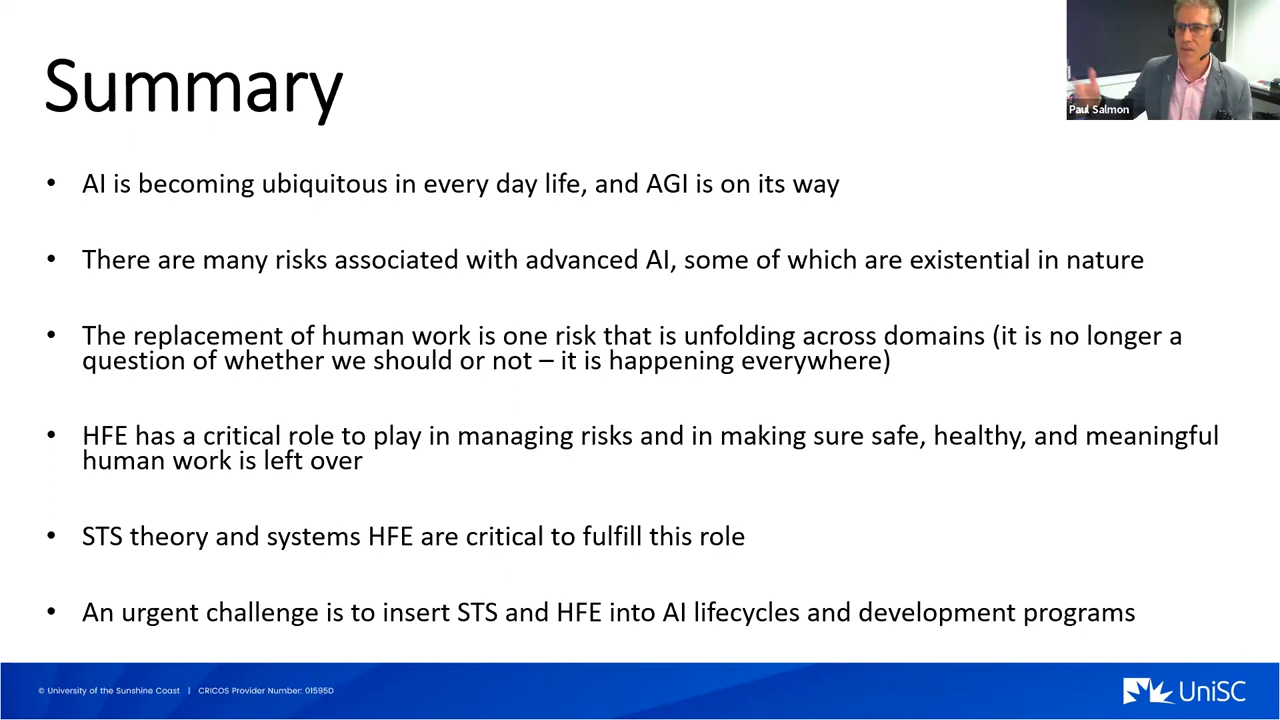 Summary
Paul Salmon
• AI is becoming ubiquitous in every day life, and AGI is on its way
• There are many risks associated with advanced AI, some of which are existential in nature
• The replacement of human work is one risk that is unfolding across domains (it is no longer a
question of whether we should or not – it is happening everywhere)
• HFE has a critical role to play in managing risks and in making sure safe, healthy, and meaningful
human work is left over
• STS theory and systems HFE are critical to fulfill this role
• An urgent challenge is to insert STS and HFE into AI lifecycles and development programs
© University of the Sunshine Coast | CRICOS Provider Number: 01595D
UniSC